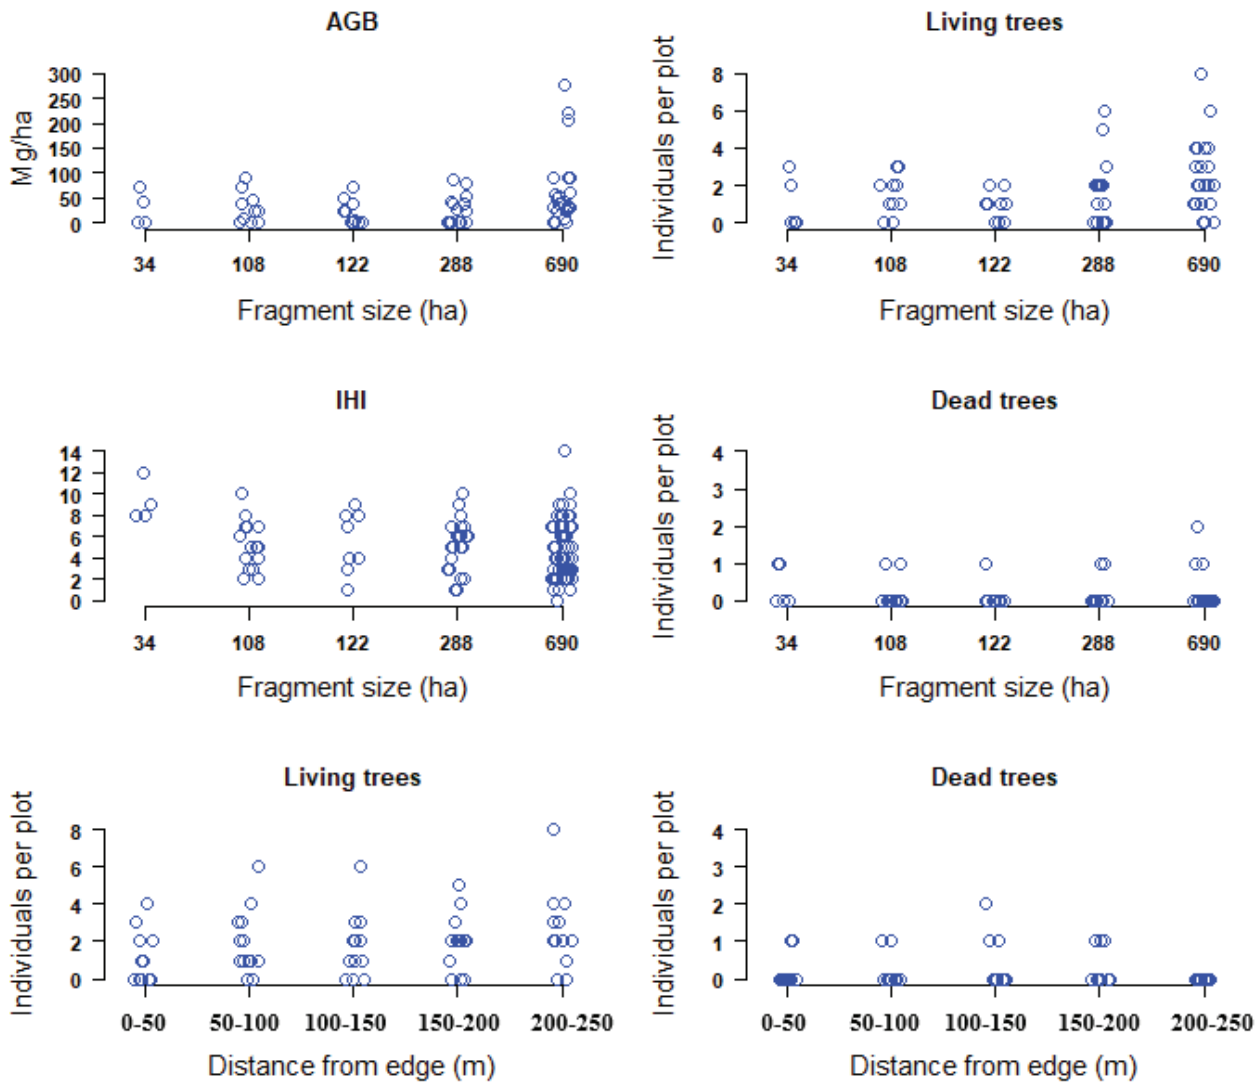 AGB
Mg/ha
300
250
200
150
100
50
0
34 108 122 288 690
Fragment size (ha)
Living trees
Individuals per plot
8
6
4
2
0
34 108 122 288 690
Fragment size (ha)
IHI
14
12
10
8
6
4
2
0
34 108 122 288 690
Fragment size (ha)
Dead trees
Individuals per plot
4
3
2
1
0
34 108 122 288 690
Fragment size (ha)
Living trees
Individuals per plot
8
6
4
2
0
0-50 50-100 100-150 150-200 200-250
Distance from edge (m)
Dead trees
Individuals per plot
4
3
2
1
0
0-50 50-100 100-150 150-200 200-250
Distance from edge (m)